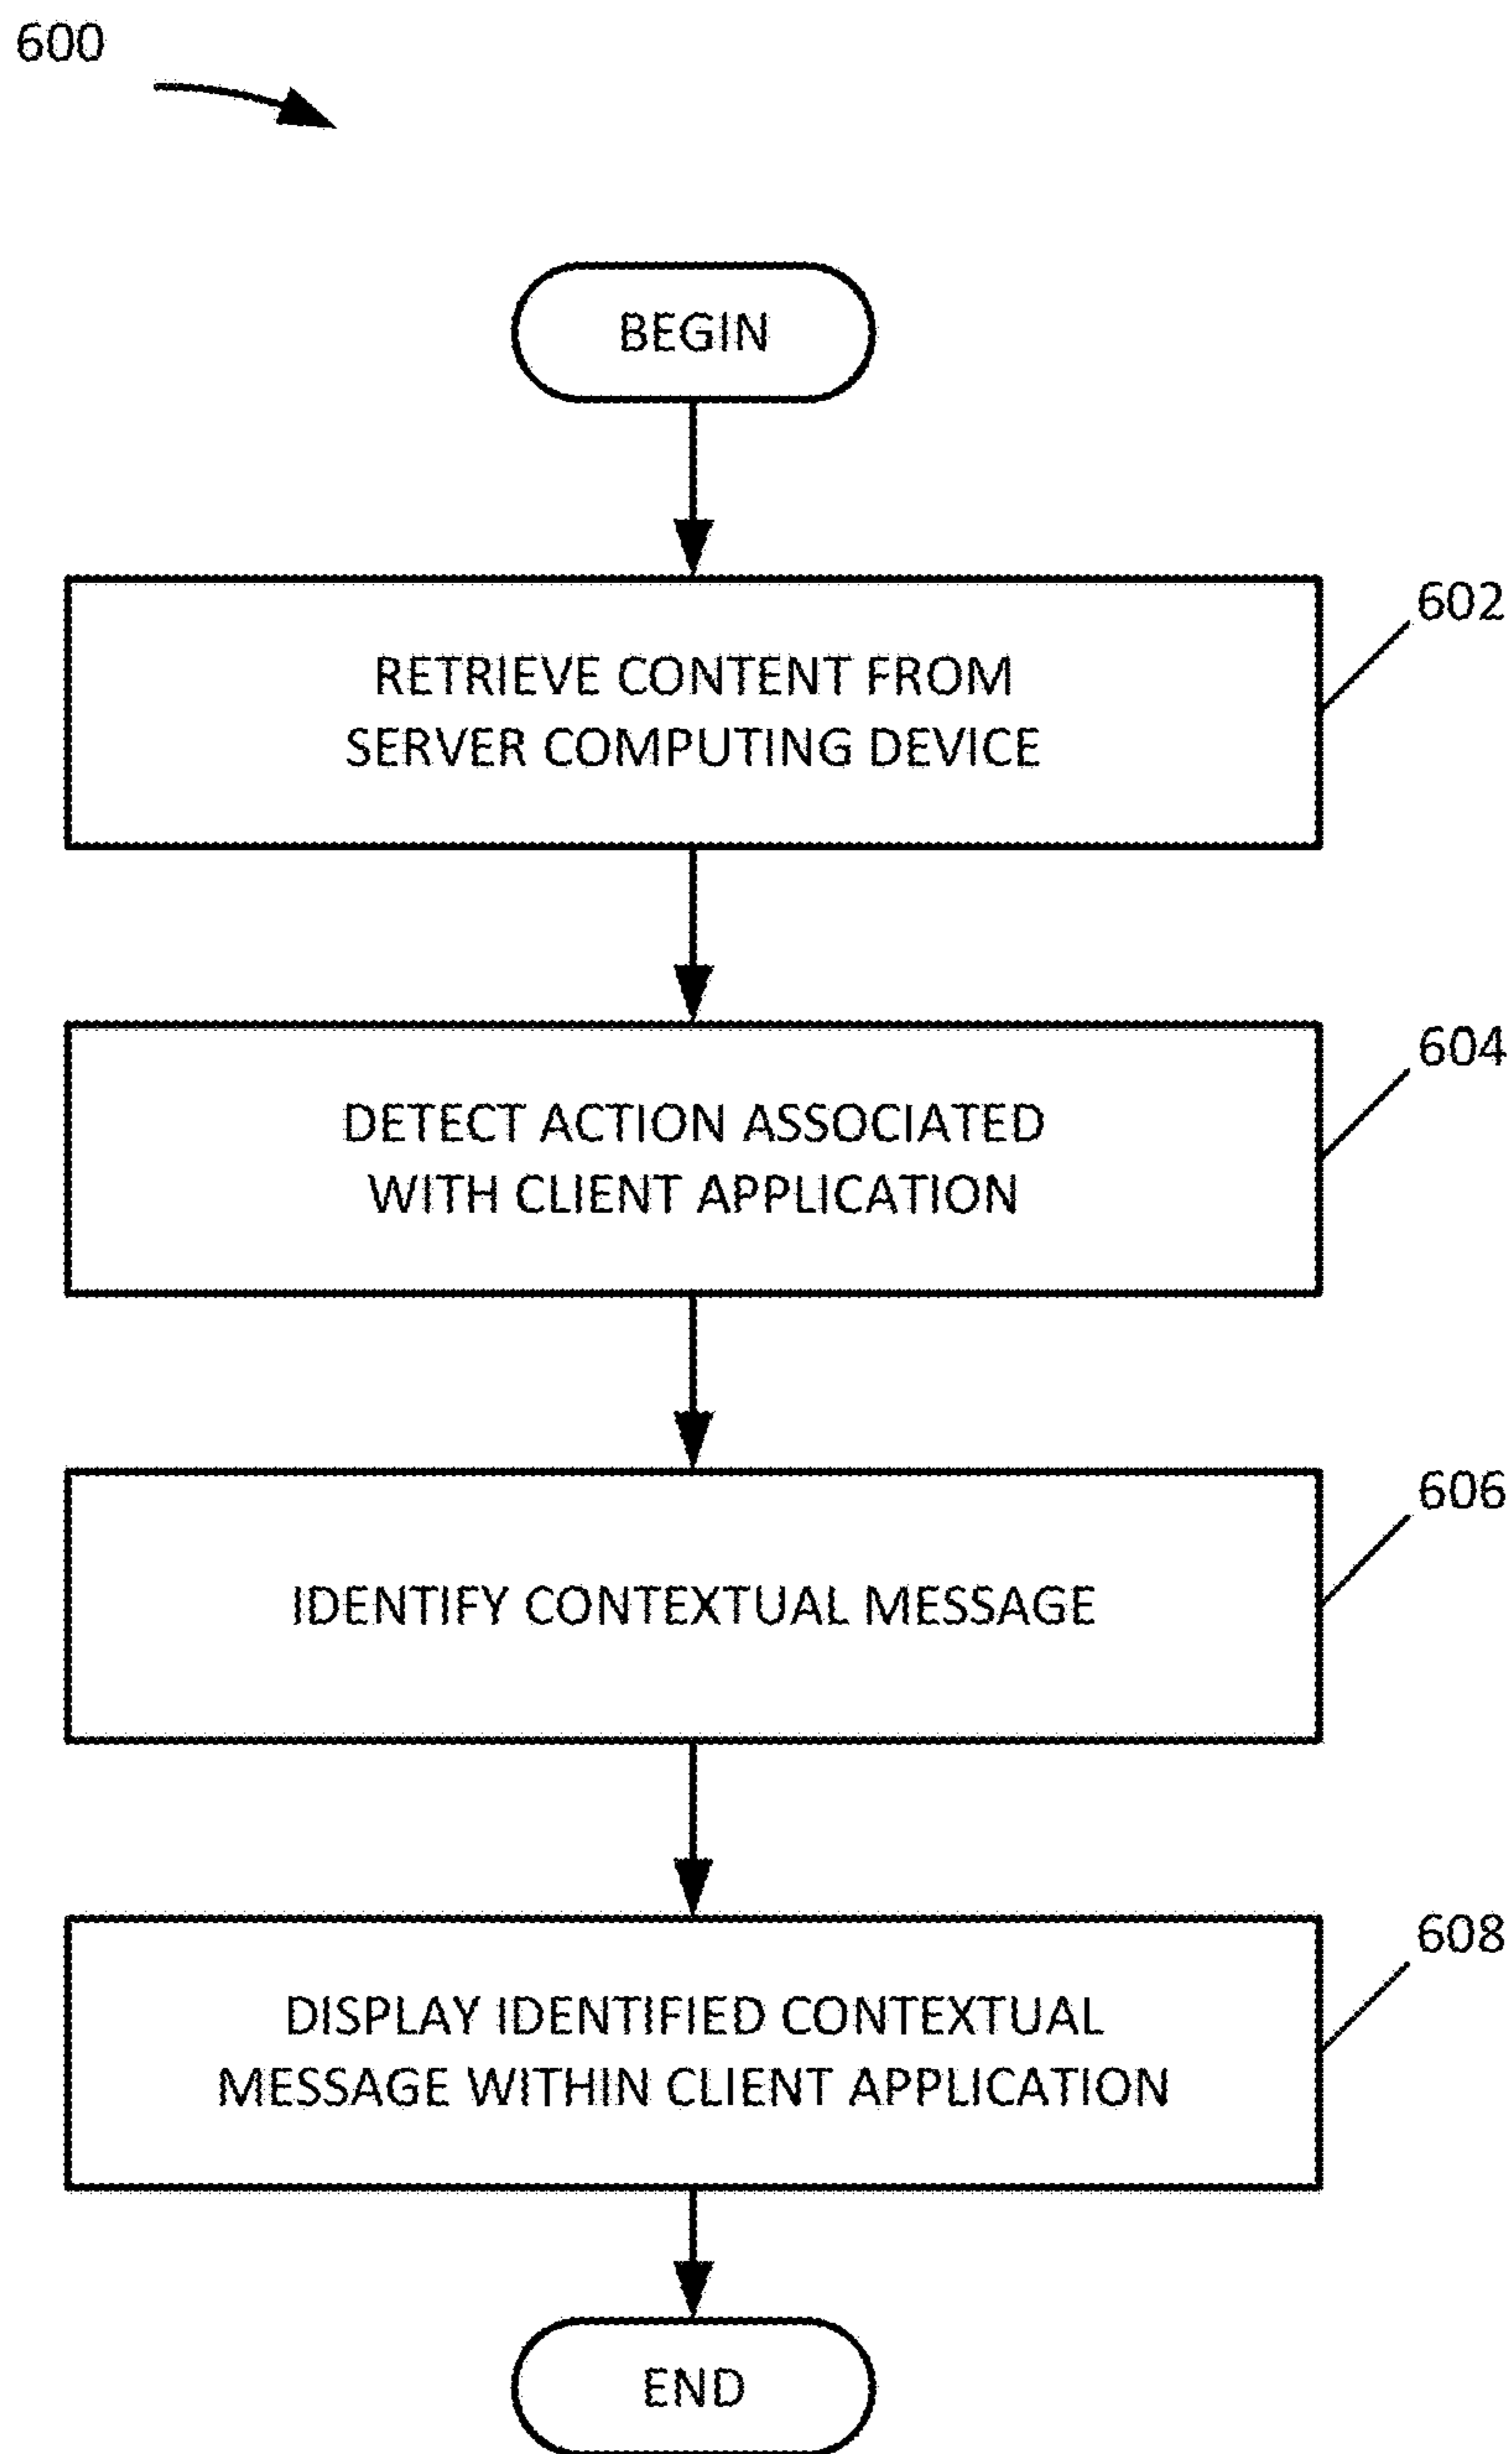 600
BEGIN
602
RETRIEVE CONTENT FROM
SERVER COMPUTING DEVICE
604
DETECT ACTION ASSOCIATED
WITH CLIENT APPLICATION
606
IDENTIFY CONTEXTUAL MESSAGE
608
DISPLAY IDENTIFIED CONTEXTUAL
MESSAGE WITHIN CLIENT APPLICATION
END